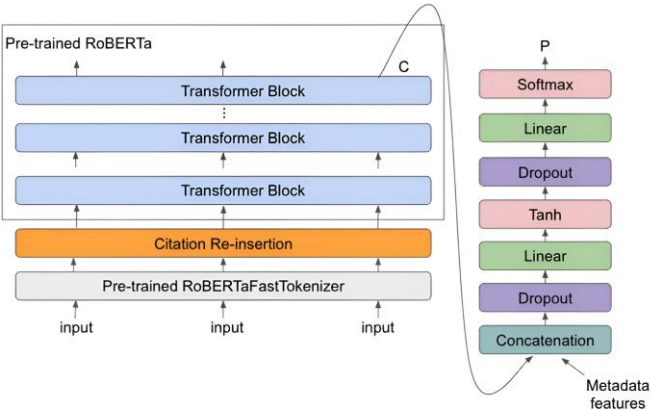 Pre-trained RoBERTa
C
Transformer Block
Transformer Block
Transformer Block
Citation Re-insertion
Pre-trained RoBERTaFastTokenizer
input input input
P
Softmax
Linear
Dropout
Tanh
Linear
Dropout
Concatenation
Metadata
features